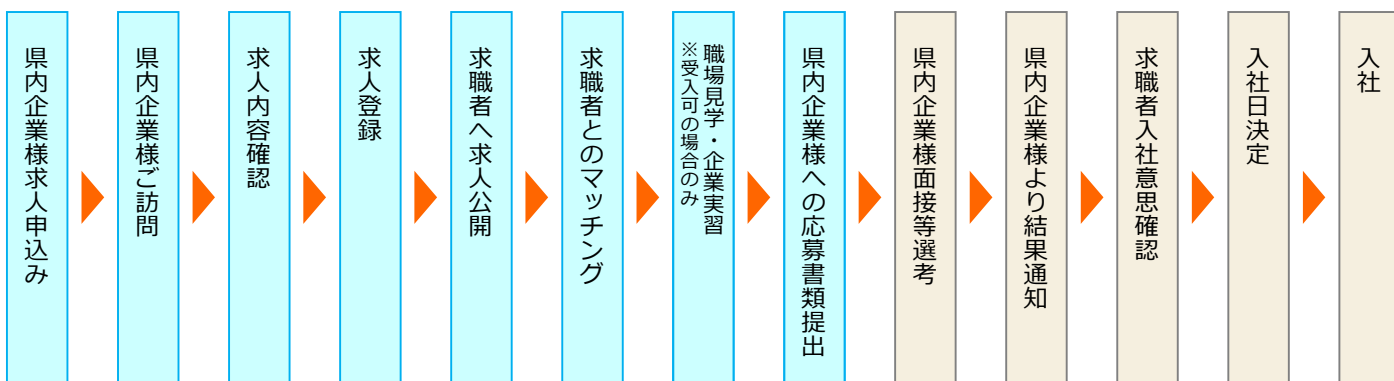 県内企業様求人申込み
県内企業様ご訪問
求人内容確認
求人登録
求職者へ求人公開
求職者とのマッチング
職場見学・企業実習
※受入可の場合のみ
県内企業様への応募書類提出
県内企業様面接等選考
県内企業様より結果通知
求職者入社意思確認
入社日決定
入社